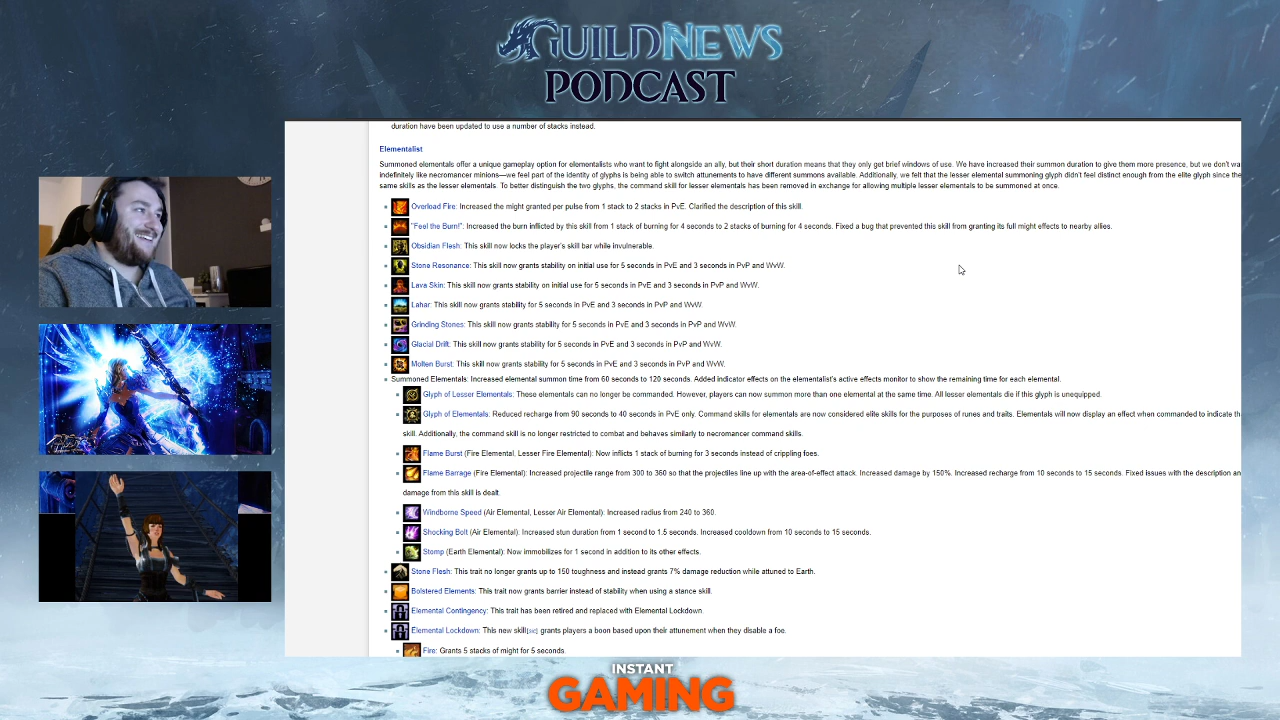 GUILDNEWS
PODCAST
duration have been updated to use a number of stacks instead.
Elementalist
Summoned elementals offer a unique gameplay option for elementalists who want to fight alongside an ally, but their short duration means that they only get brief windows of use. We have increased their summon duration to give them more presence, but we don't wa
indefinitely like necromancer minions—we feel part of the identity of glyphs is being able to switch attunements to have different summons available. Additionally, we felt that the lesser elemental summoning glyph didn't feel distinct enough from the elite glyph since the
same skills as the lesser elementals. To better distinguish the two glyphs, the command skill for lesser elementals has been removed in exchange for allowing multiple lesser elementals to be summoned at once.
Overload Fire: Increased the might granted per pulse from 1 stack to 2 stacks in PvE. Clarified the description of this skill.
"Feel the Burn!": Increased the burn inflicted by this skill from 1 stack of burning for 4 seconds to 2 stacks of burning for 4 seconds. Fixed a bug that prevented this skill from granting its full might effects to nearby allies.
Obsidian Flesh: This skill now locks the player's skill bar while invulnerable.
Stone Resonance: This skill now grants stability on initial use for 5 seconds in PvE and 3 seconds in PvP and WvW.
Lava Skin: This skill now grants stability on initial use for 5 seconds in PvE and 3 seconds in PvP and WvW.
Lahar: This skill now grants stability for 5 seconds in PvE and 3 seconds in PvP and WvW.
Grinding Stones: This skill now grants stability for 5 seconds in PvE and 3 seconds in PvP and WvW.
Glacial Drift: This skill now grants stability for 5 seconds in PvE and 3 seconds in PvP and WvW.
Molten Burst: This skill now grants stability for 5 seconds in PvE and 3 seconds in PvP and WvW.
Summoned Elementals: Increased elemental summon time from 60 seconds to 120 seconds. Added indicator effects on the elementalist's active effects monitor to show the remaining time for each elemental.
Glyph of Lesser Elementals: These elementals can no longer be commanded. However, players can now summon more than one elemental at the same time. All lesser elementals die if this glyph is unequipped.
Glyph of Elementals: Reduced recharge from 90 seconds to 40 seconds in PvE only. Command skills for elementals are now considered elite skills for the purposes of runes and traits. Elementals will now display an effect when commanded to indicate th
skill. Additionally, the command skill is no longer restricted to combat and behaves similarly to necromancer command skills.
Flame Burst (Fire Elemental, Lesser Fire Elemental): Now inflicts 1 stack of burning for 3 seconds instead of crippling foes.
Flame Barrage (Fire Elemental): Increased projectile range from 300 to 360 so that the projectiles line up with the area-of-effect attack. Increased damage by 150%. Increased recharge from 10 seconds to 15 seconds. Fixed issues with the description an
damage from this skill is dealt.
Windborne Speed (Air Elemental, Lesser Air Elemental): Increased radius from 240 to 360.
Shocking Bolt (Air Elemental): Increased stun duration from 1 second to 1.5 seconds. Increased cooldown from 10 seconds to 15 seconds.
Stomp (Earth Elemental): Now immobilizes for 1 second in addition to its other effects.
Stone Flesh: This trait no longer grants up to 150 toughness and instead grants 7% damage reduction while attuned to Earth.
Bolstered Elements: This trait now grants barrier instead of stability when using a stance skill.
Elemental Contingency: This trait has been retired and replaced with Elemental Lockdown.
Elemental Lockdown: This new skill[sic] grants players a boon based upon their attunement when they disable a foe.
Fire: Grants 5 stacks of might for 5 seconds.
INSTANT
GAMING